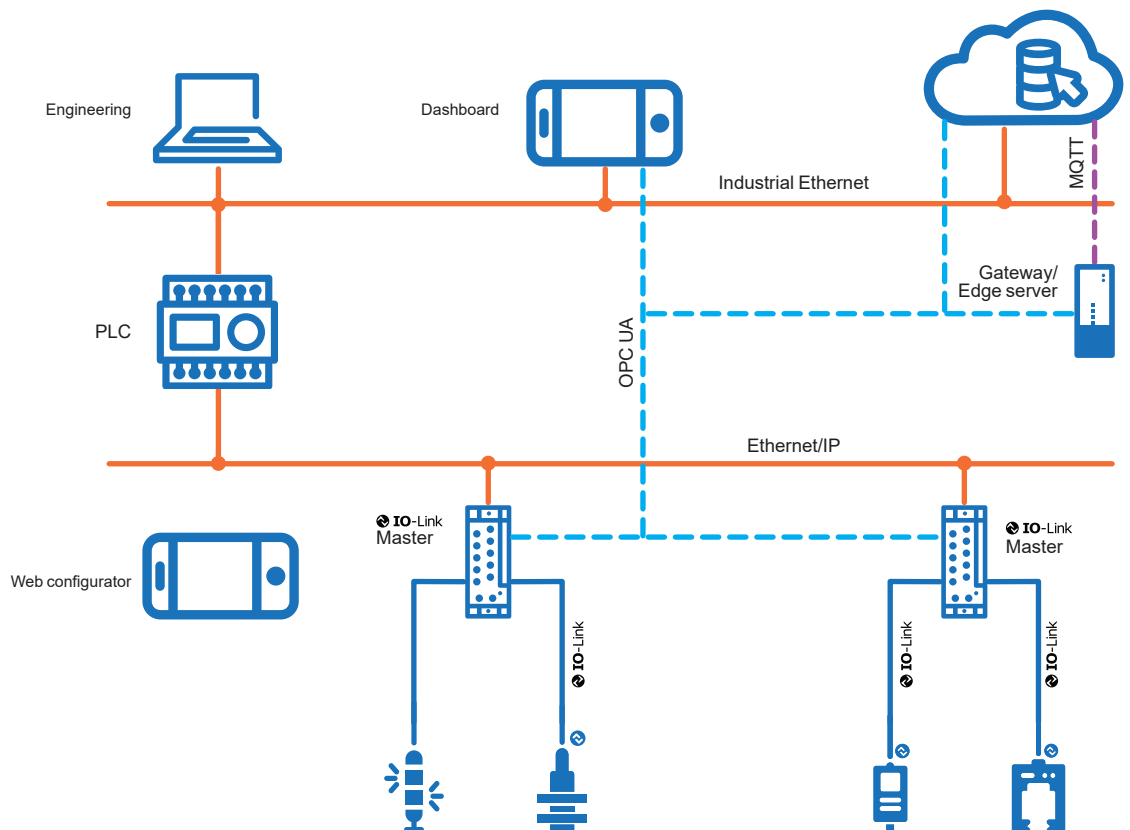 Engineering
Dashboard
MQTT
Industrial Ethernet
Gateway/
Edge server
PLC
OPC UA
Ethernet/IP
IO-Link
Master
IO-Link
Master
Web configurator
IO-Link
IO-Link
IO-Link